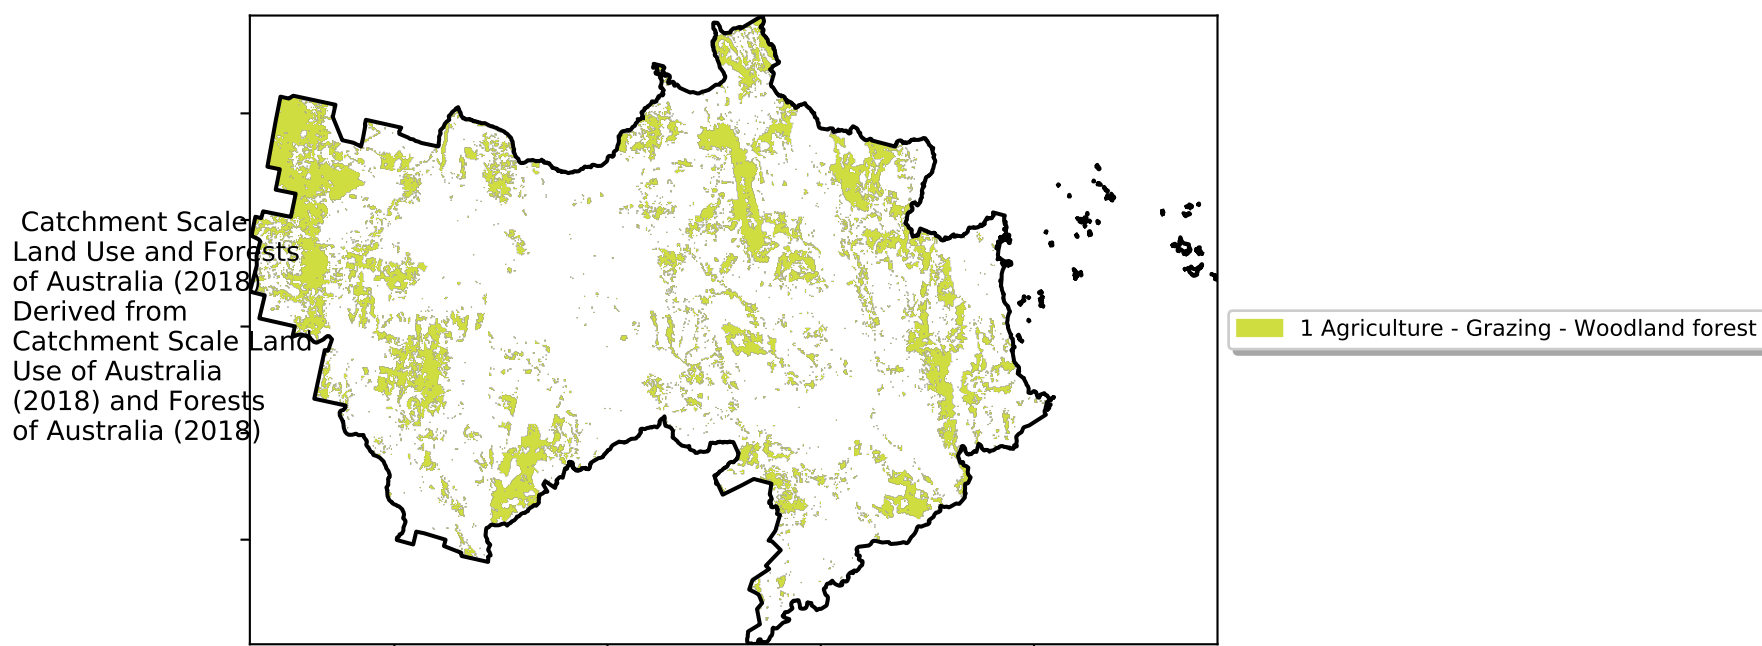 Catchment Scale
Land Use and Forests
of Australia (2018)
Derived from
Catchment Scale Land
Use of Australia
(2018) and Forests
of Australia (2018)
1 Agriculture - Grazing - Woodland forest